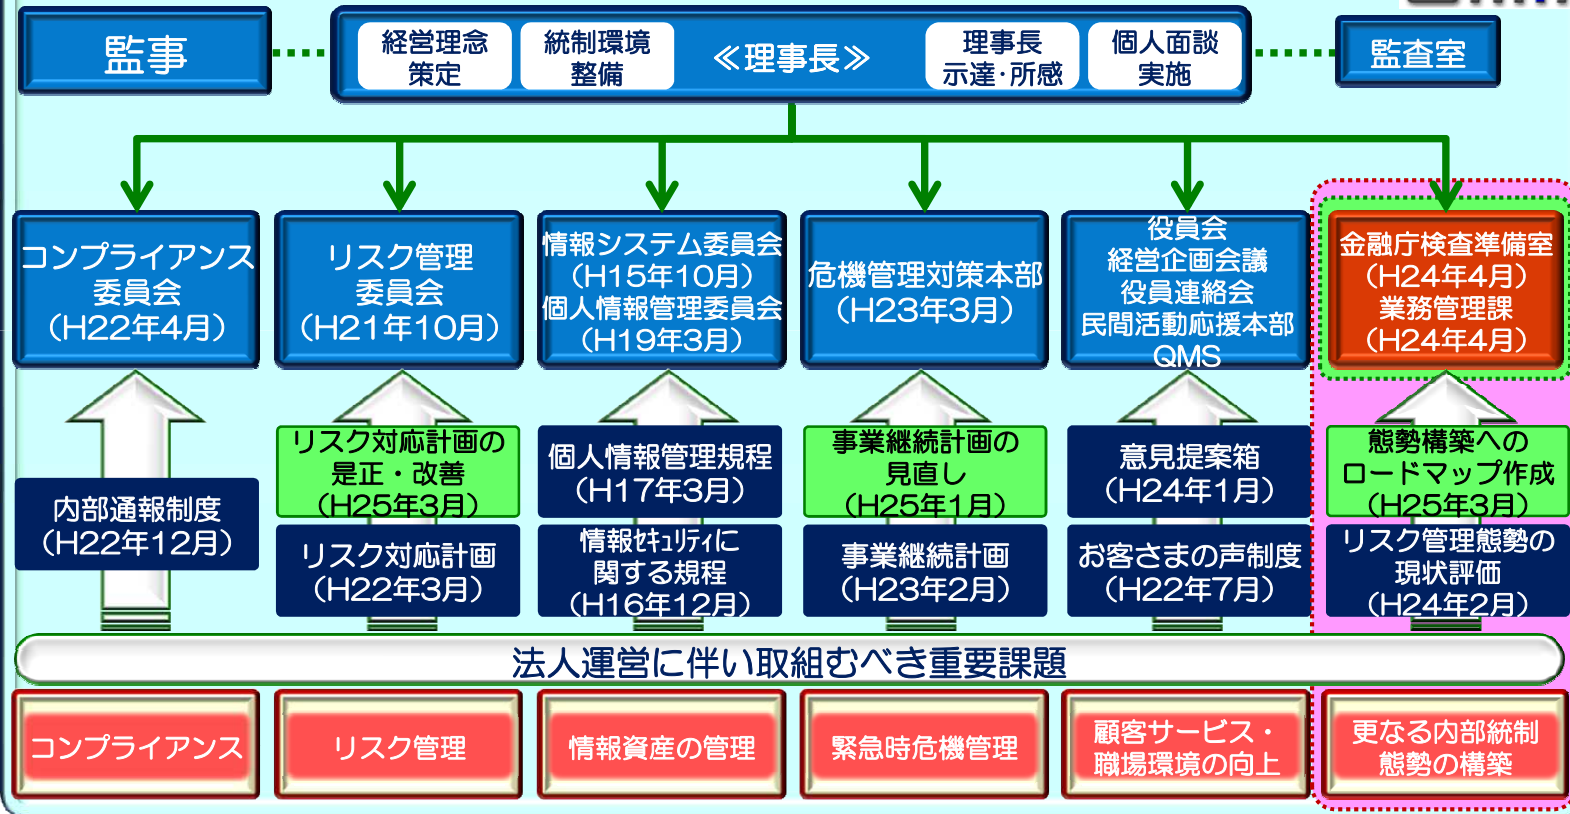 監事
経営理念
策定
統制環境
整備
≪理事長≫
理事長
示達・所感
個人面談
実施
監査室
コンプライアンス
委員会
（H22年4月）
リスク管理
委員会
（H21年10月）
情報システム委員会
（H15年10月）
個人情報管理委員会
（H19年3月）
危機管理対策本部
（H23年3月）
役員会
経営企画会議
役員連絡会
民間活動応援本部
QMS
金融庁検査準備室
（H24年4月）
業務管理課
（H24年4月）
内部通報制度
（H22年12月）
リスク対応計画の
是正・改善
（H25年3月）
リスク対応計画
（H22年3月）
個人情報管理規程
（H17年3月）
情報ｾｷｭﾘﾃｨに
関する規程
（H16年12月）
事業継続計画の
見直し
（H25年1月）
事業継続計画
（H23年2月）
意見提案箱
（H24年1月）
お客さまの声制度
（H22年7月）
態勢構築への
ロードマップ作成
（H25年3月）
リスク管理態勢の
現状評価
（H24年2月）
法人運営に伴い取組むべき重要課題
コンプライアンス
リスク管理
情報資産の管理
緊急時危機管理
顧客サービス・
職場環境の向上
更なる内部統制
態勢の構築